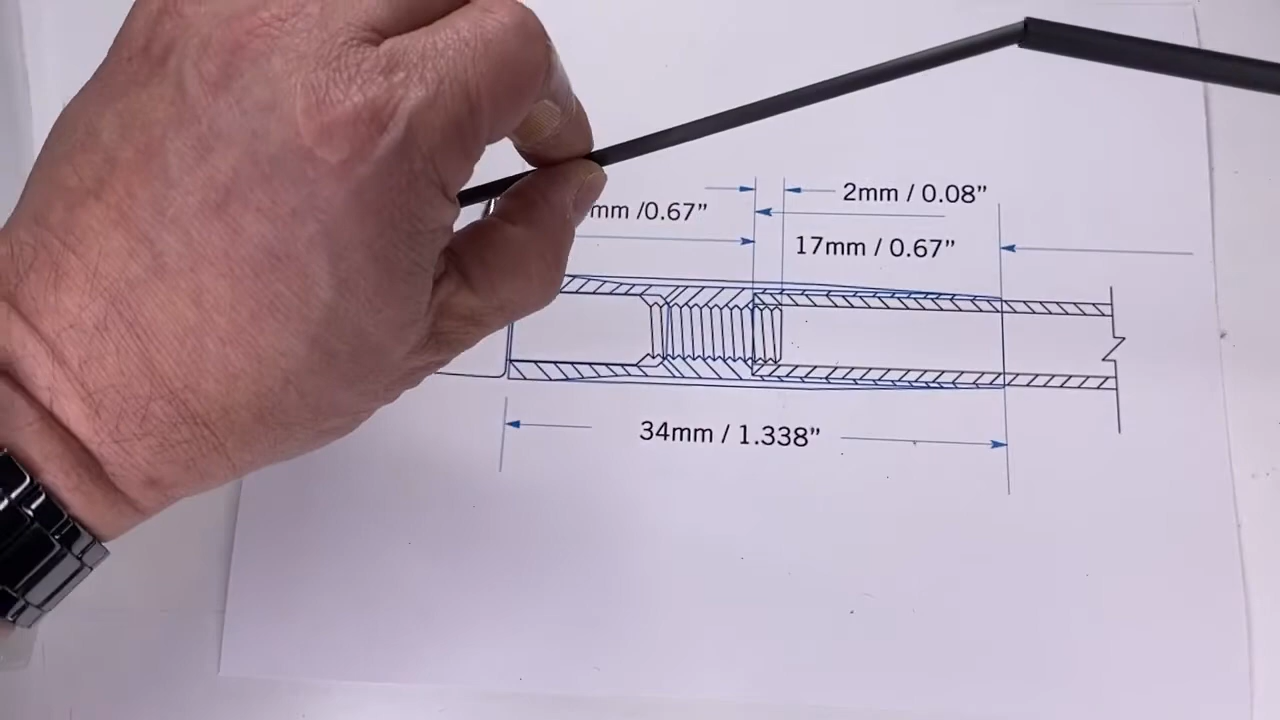 2mm / 0.08”
mm /0.67”
17mm / 0.67”
34mm / 1.338”